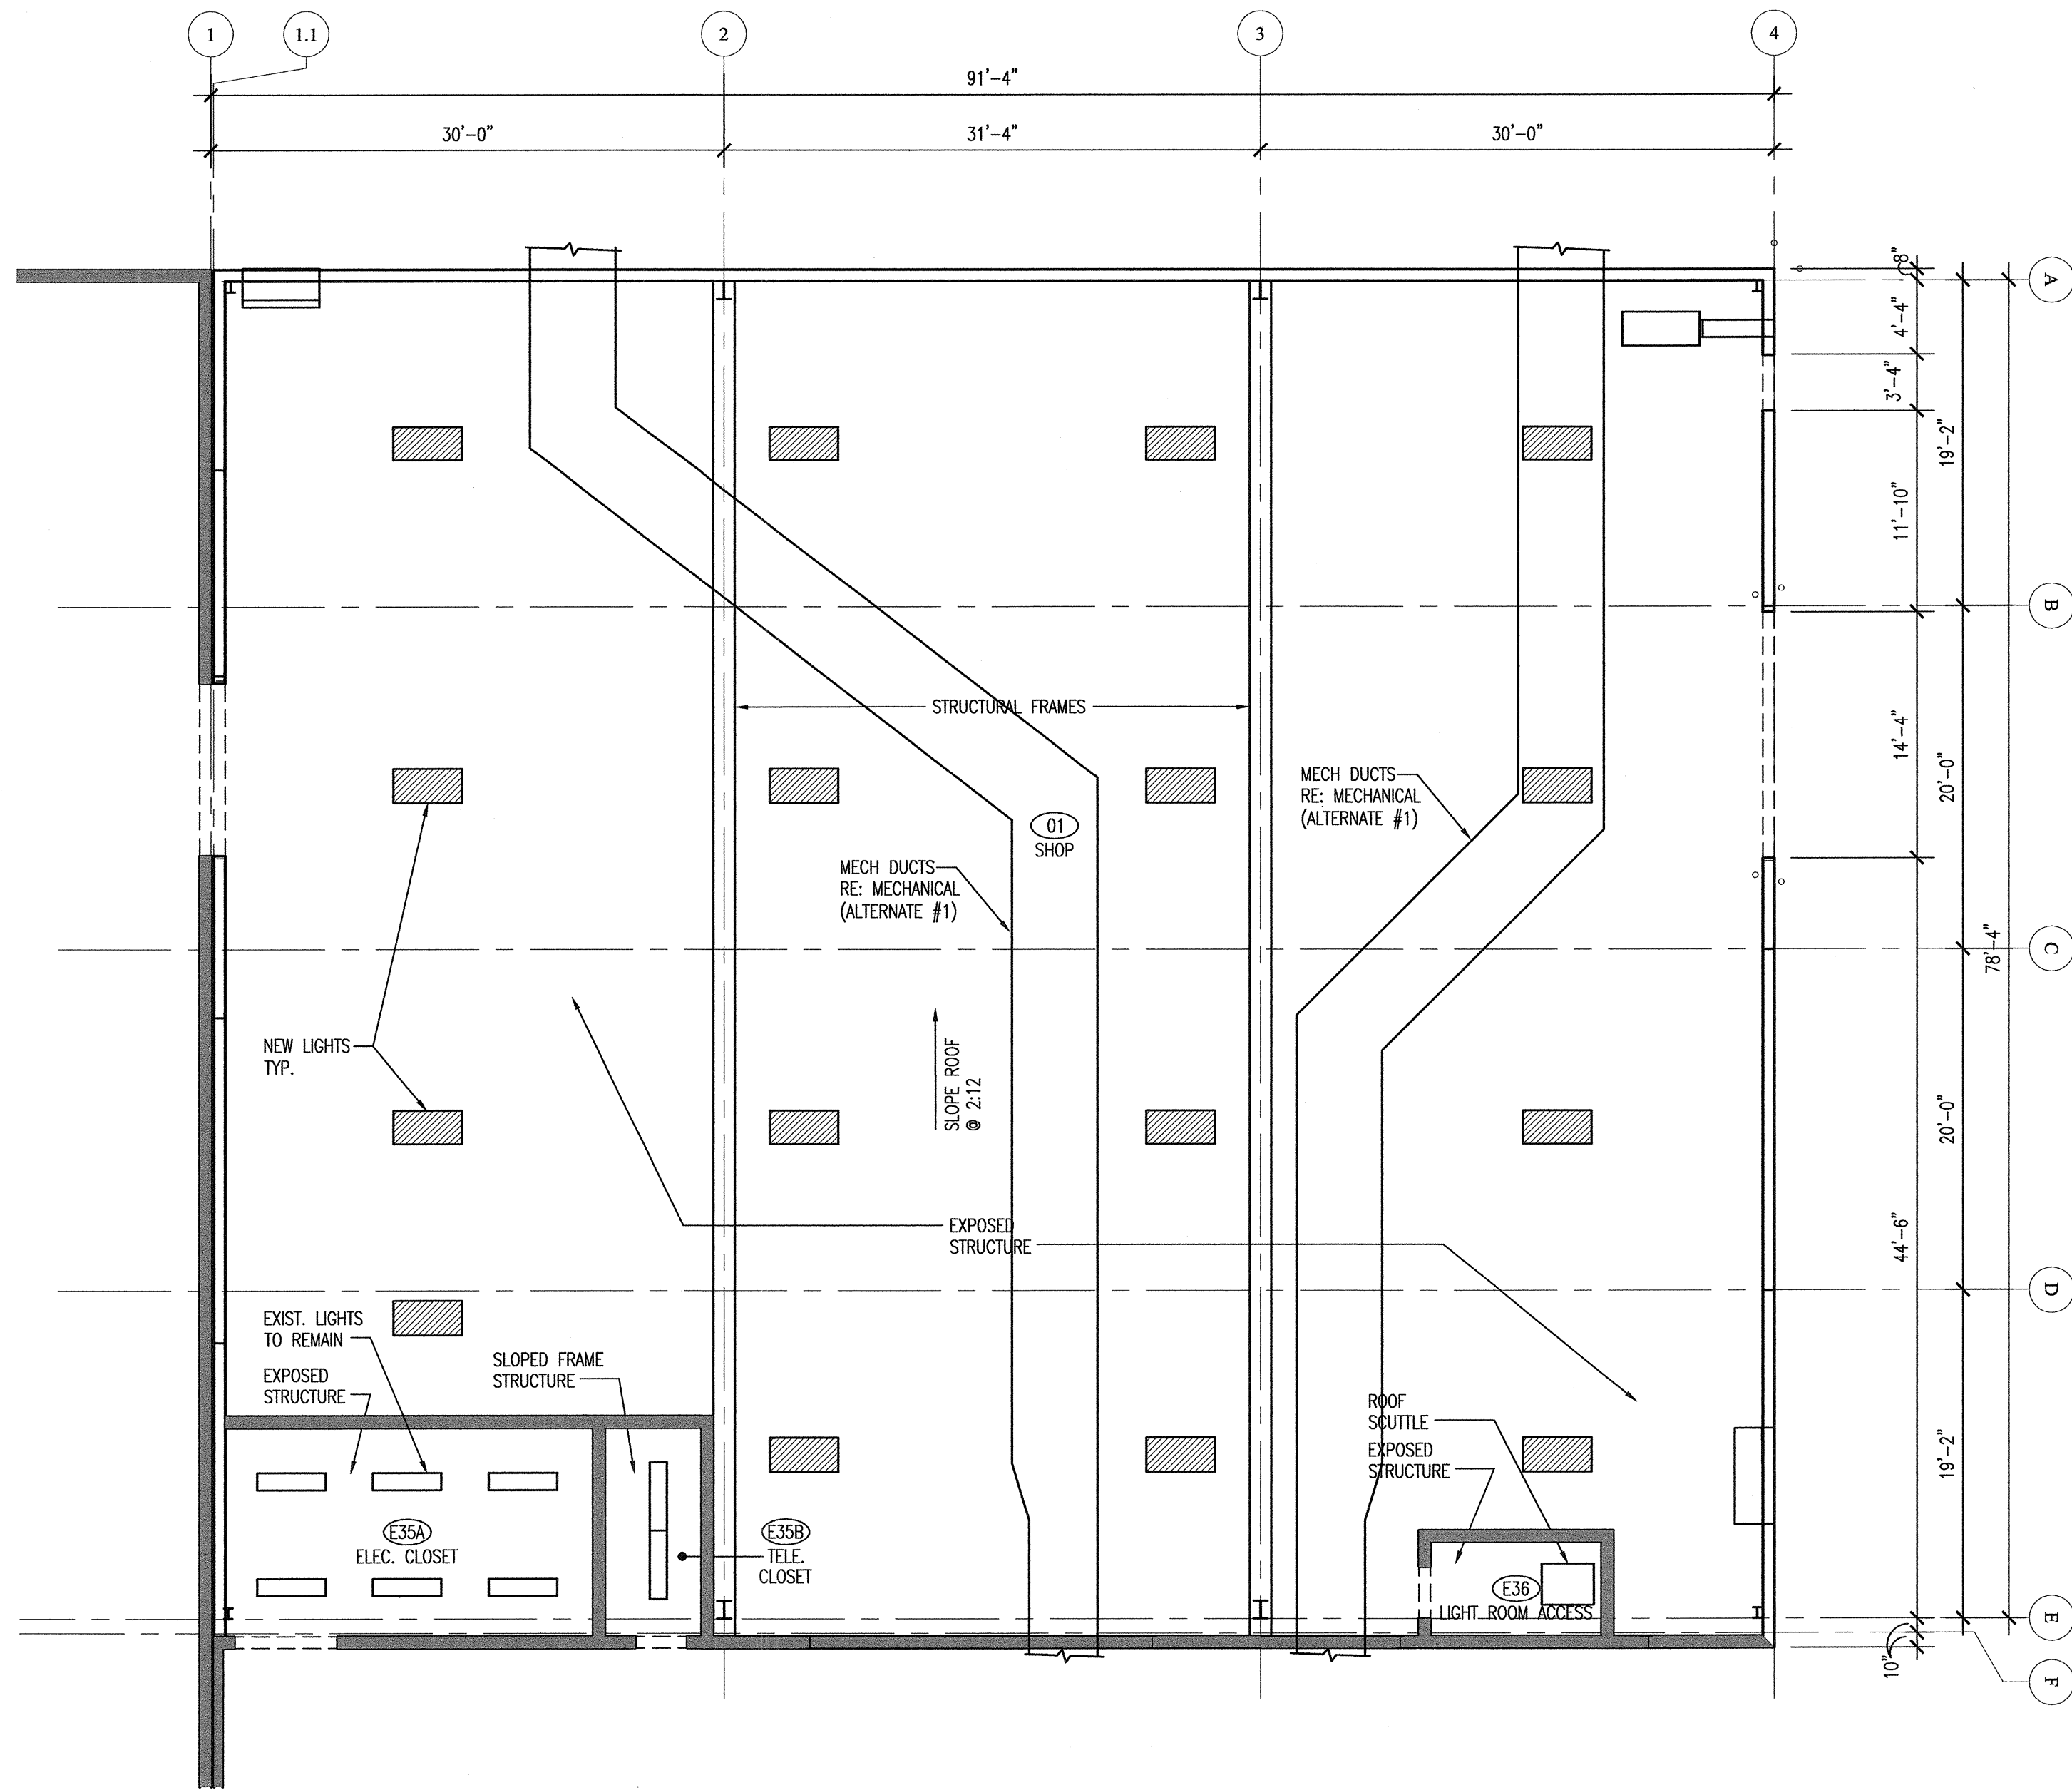 1
1.1
2
3
4
91'-4"
30'-0"
31'-4"
30'-0"
8"
A
4'-4"
3'-4"
19'-2"
11'-10"
B
STRUCTURAL FRAMES
14'-4"
20'-0"
MECH DUCTS
RE: MECHANICAL
(ALTERNATE #1)
01
SHOP
MECH DUCTS
RE: MECHANICAL
(ALTERNATE #1)
C
78'-4"
NEW LIGHTS
TYP.
SLOPE ROOF
@ 2:12
20'-0"
EXPOSED
STRUCTURE
44'-6"
D
EXIST. LIGHTS
TO REMAIN
EXPOSED
STRUCTURE
SLOPED FRAME
STRUCTURE
ROOF
SCUTTLE
EXPOSED
STRUCTURE
19'-2"
E35A
ELEC. CLOSET
E35B
TELE.
CLOSET
E36
LIGHT ROOM ACCESS
E
10"
F